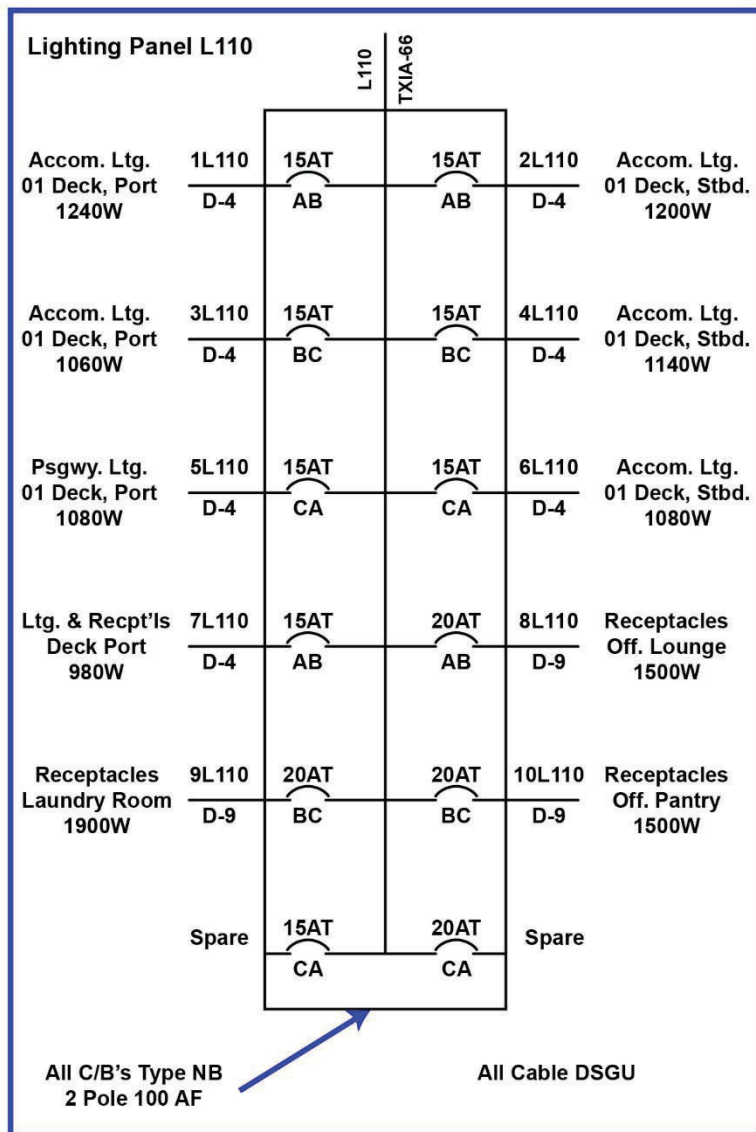 Lighting Panel L110
L110
TXIA-66
Accom. Ltg.
01 Deck, Port
1240W
1L110
D-4
15AT
AB
15AT
AB
2L110
D-4
Accom. Ltg.
01 Deck, Stbd.
1200W
Accom. Ltg.
01 Deck, Port
1060W
3L110
D-4
15AT
BC
15AT
BC
4L110
D-4
Accom. Ltg.
01 Deck, Stbd.
1140W
Psgwy. Ltg.
01 Deck, Port
1080W
5L110
D-4
15AT
CA
15AT
CA
6L110
D-4
Accom. Ltg.
01 Deck, Stbd.
1080W
Ltg. & Recpt'ls
Deck Port
980W
7L110
D-4
15AT
AB
20AT
AB
8L110
D-9
Receptacles
Off. Lounge
1500W
Receptacles
Laundry Room
1900W
9L110
D-9
20AT
BC
20AT
BC
10L110
D-9
Receptacles
Off. Pantry
1500W
Spare
15AT
CA
20AT
CA
Spare
All C/B's Type NB
2 Pole 100 AF
All Cable DSGU